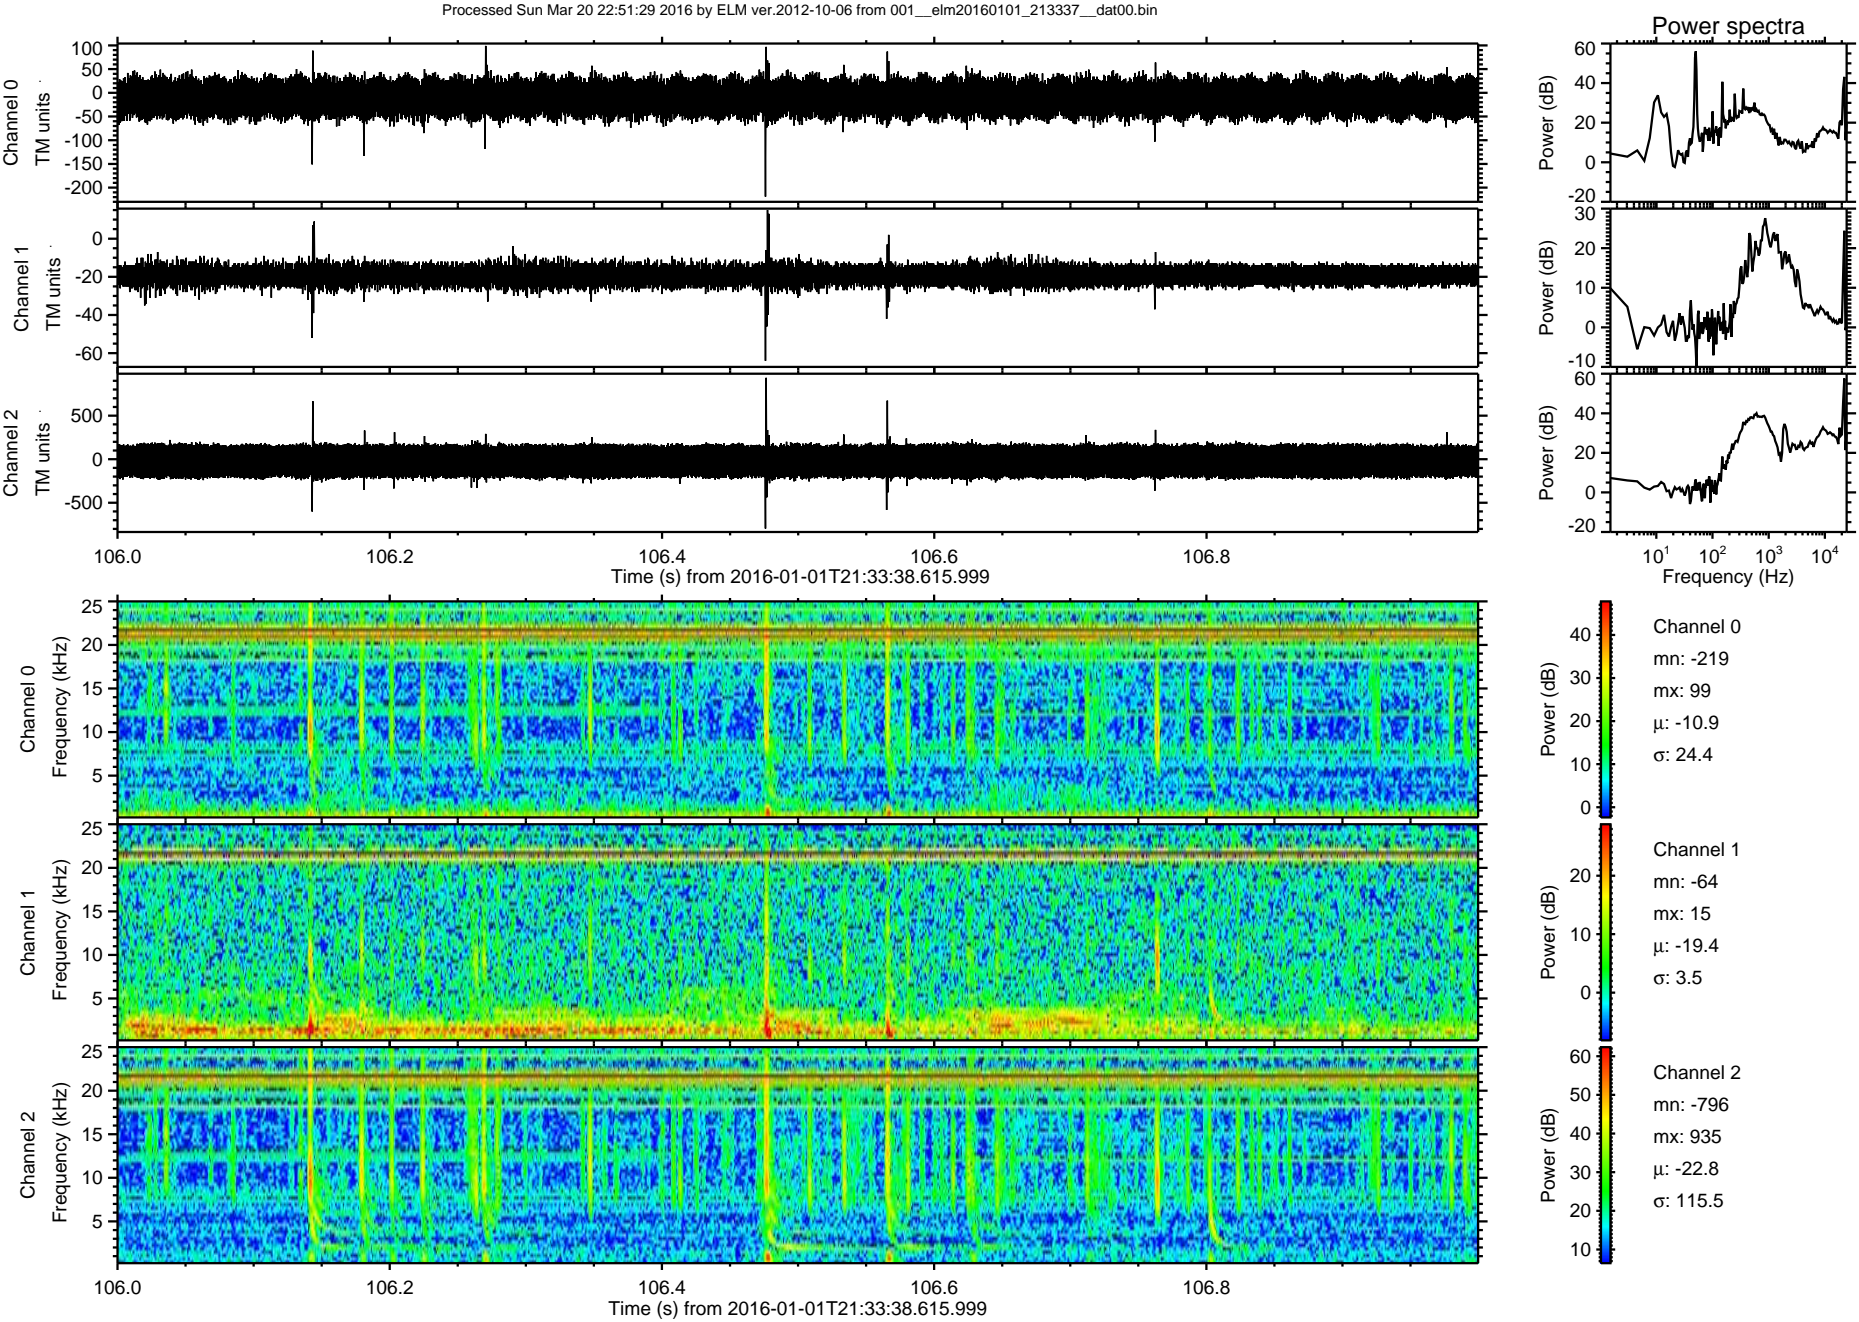 Processed Sun Mar 20 22:51:29 2016 by ELM ver.2012-10-06 from 001__elm20160101_213337__dat00.bin
Power spectra
Channel 0
TM units
100
50
0
-50
-100
-150
-200
Power (dB)
60
40
20
0
-20
Channel 1
TM units
0
-20
-40
-60
Power (dB)
30
20
10
0
-10
Channel 2
TM units
500
0
-500
Power (dB)
60
40
20
0
-20
106.0 106.2 106.4 106.6 106.8
Time (s) from 2016-01-01T21:33:38.615.999
10¹ 10² 10³ 10⁴
Frequency (Hz)
Channel 0
Frequency (kHz)
25
20
15
10
5
Power (dB)
40
30
20
10
0
Channel 0
mn: -219
mx: 99
µ: -10.9
σ: 24.4
Channel 1
Frequency (kHz)
25
20
15
10
5
Power (dB)
20
10
0
Channel 1
mn: -64
mx: 15
µ: -19.4
σ: 3.5
Channel 2
Frequency (kHz)
25
20
15
10
5
Power (dB)
60
50
40
30
20
10
Channel 2
mn: -796
mx: 935
µ: -22.8
σ: 115.5
106.0 106.2 106.4 106.6 106.8
Time (s) from 2016-01-01T21:33:38.615.999